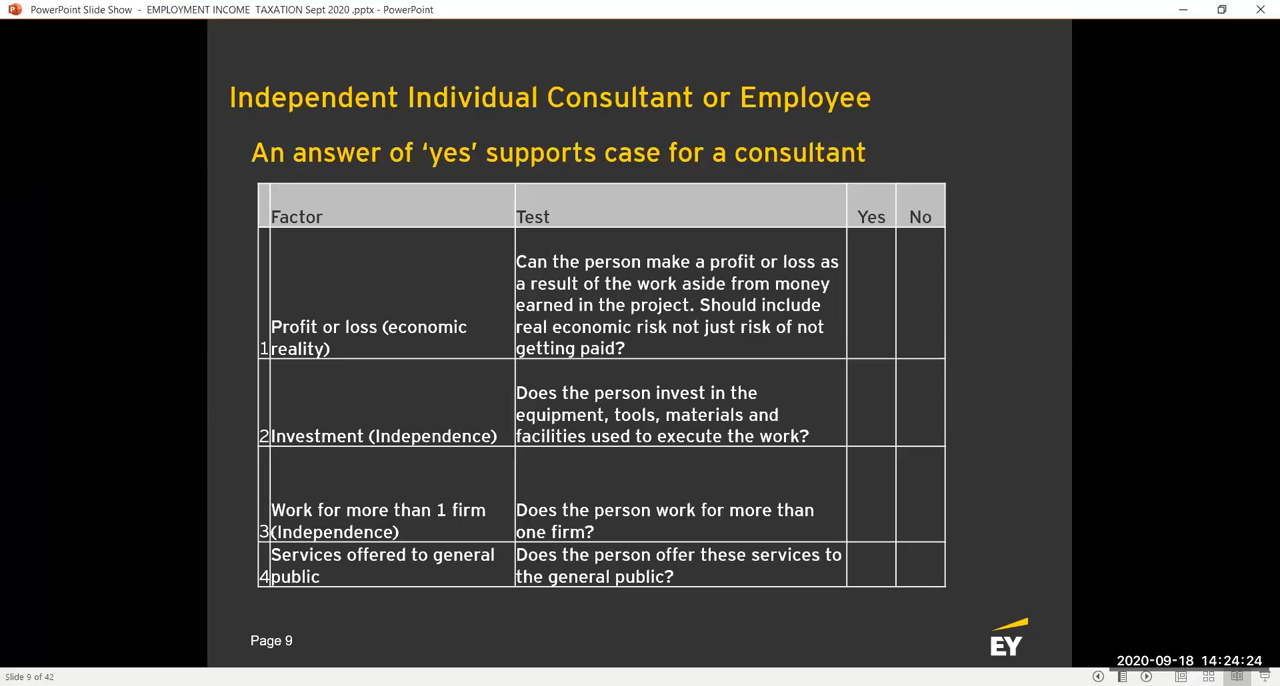 PowerPoint Slide Show - EMPLOYMENT INCOME TAXATION Sept 2020 .pptx - PowerPoint
Independent Individual Consultant or Employee
An answer of ‘yes’ supports case for a consultant
Factor Test Yes No
Can the person make a profit or loss as
a result of the work aside from money
earned in the project. Should include
Profit or loss (economic real economic risk not just risk of not
1 reality) getting paid?
Does the person invest in the
equipment, tools, materials and
2 Investment (Independence) facilities used to execute the work?
Work for more than 1 firm Does the person work for more than
3 (Independence) one firm?
Services offered to general Does the person offer these services to
4 public the general public?
Page 9
EY
2020-09-18 14:24:24
Slide 9 of 42